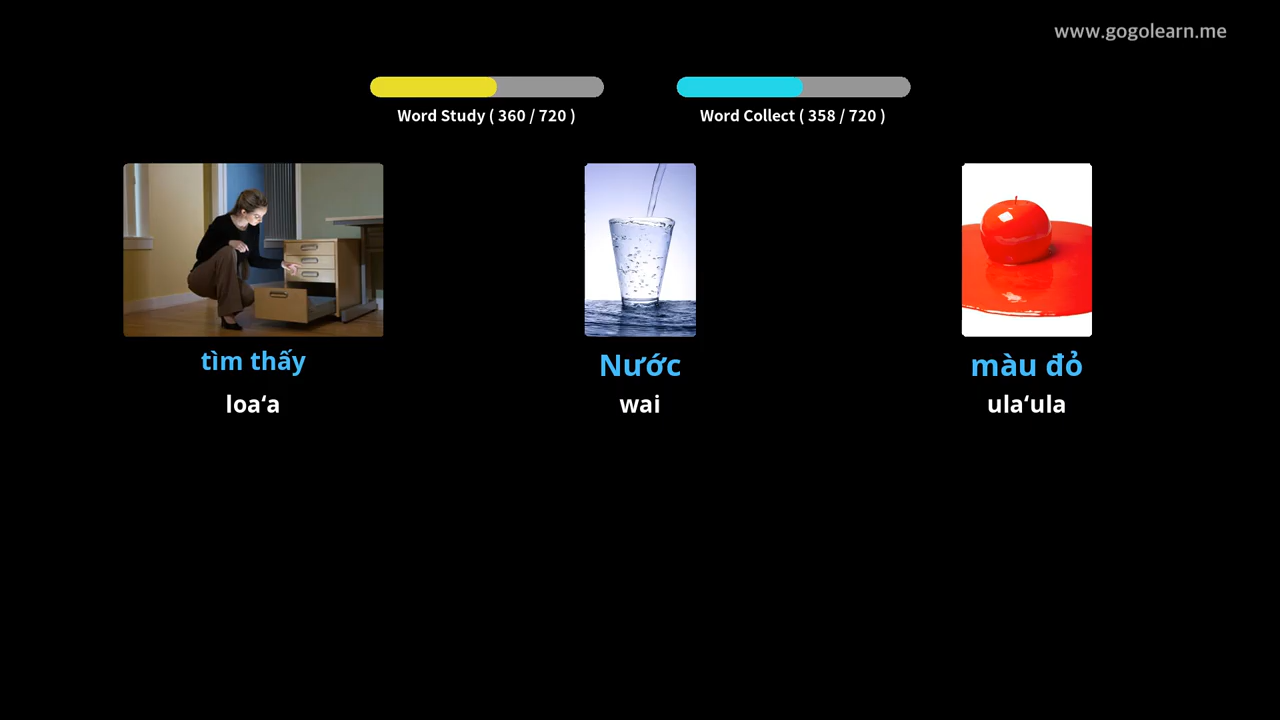 www.gogolearn.me
Word Study ( 360 / 720 )
Word Collect ( 358 / 720 )
tìm thấy
loaʻa
Nước
wai
màu đỏ
ulaʻula